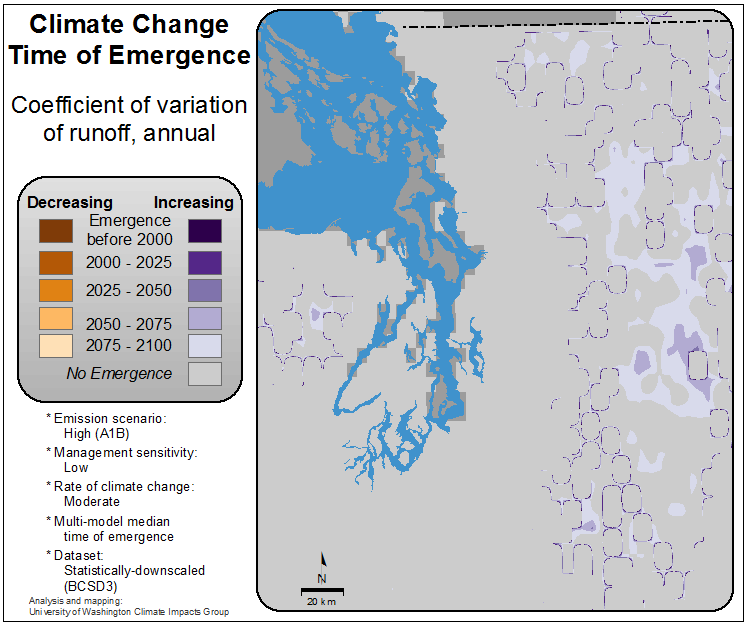 Climate Change
Time of Emergence
Coefficient of variation
of runoff, annual
Decreasing Increasing
Emergence
before 2000
2000 - 2025
2025 - 2050
2050 - 2075
2075 - 2100
No Emergence
* Emission scenario:
High (A1B)
* Management sensitivity:
Low
* Rate of climate change:
Moderate
* Multi-model median
time of emergence
* Dataset:
Statistically-downscaled
(BCSD3)
Analysis and mapping:
University of Washington Climate Impacts Group
N
20 km